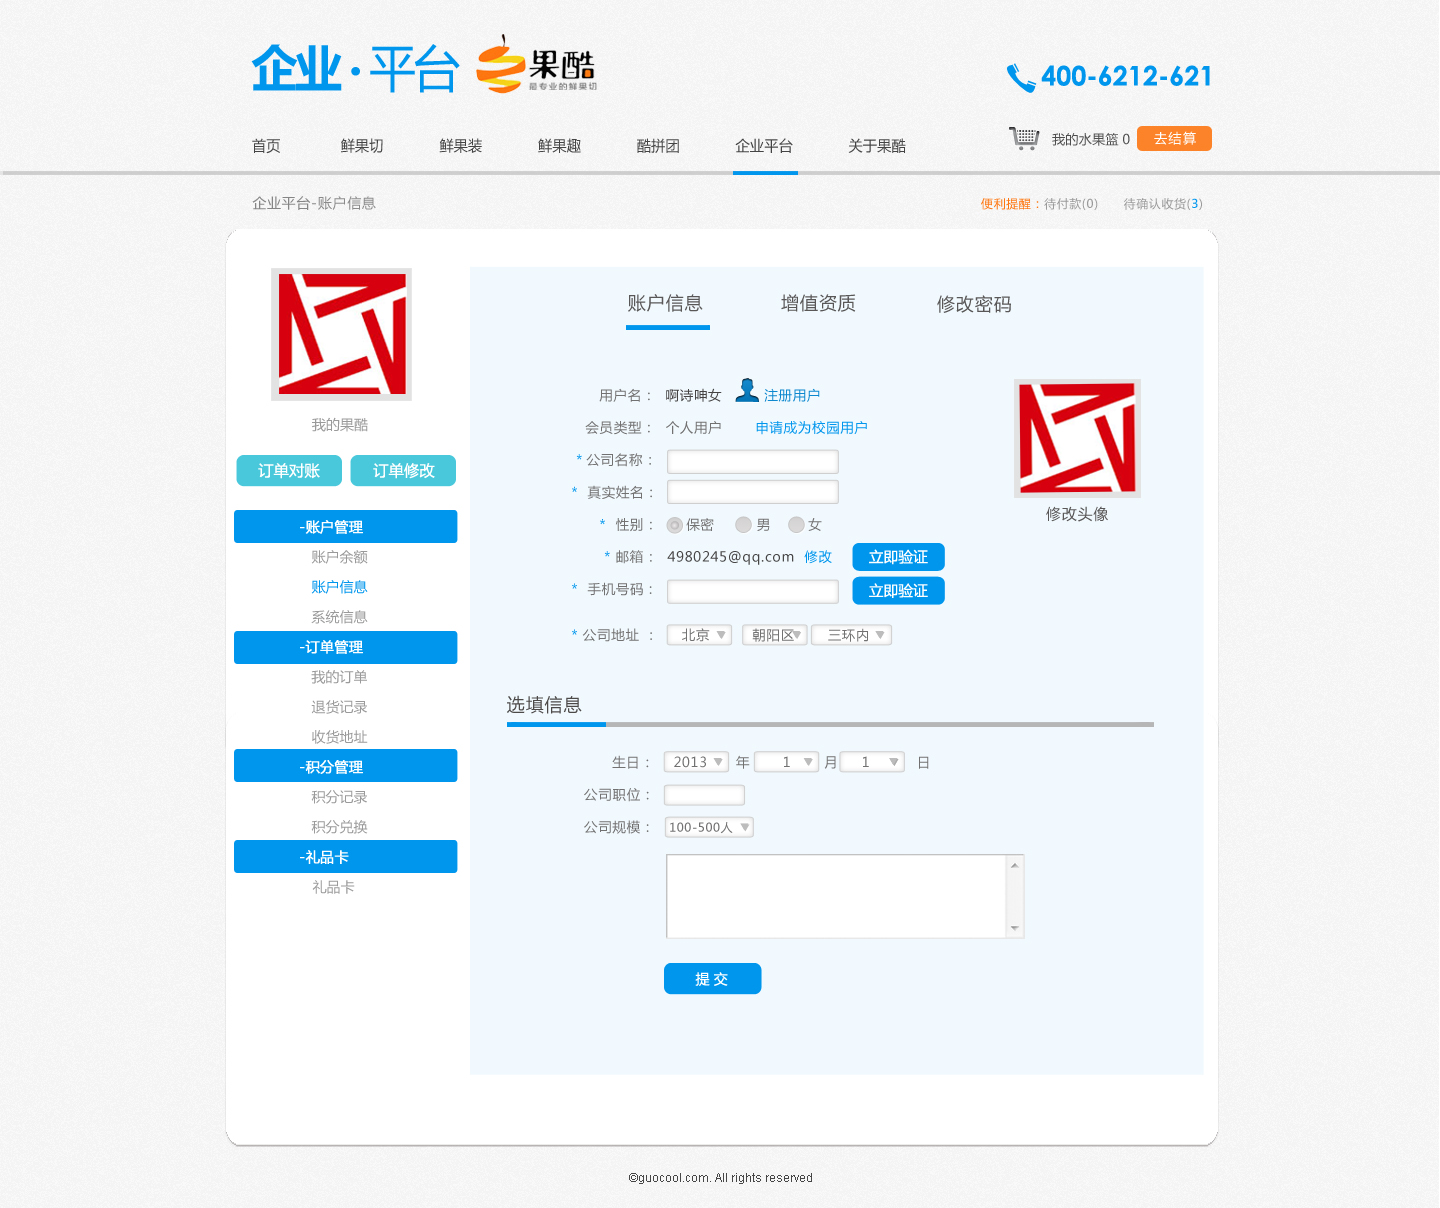 企业·平台 果酷
最专业的鲜果切
400-6212-621
首页 鲜果切 鲜果装 鲜果趣 酷拼团 企业平台 关于果酷
我的水果篮 0 去结算
企业平台-账户信息
便利提醒：待付款(0) 待确认收货(3)
我的果酷
订单对账 订单修改
-账户管理
账户余额
账户信息
系统信息
-订单管理
我的订单
退货记录
收货地址
-积分管理
积分记录
积分兑换
-礼品卡
礼品卡
账户信息 增值资质 修改密码
用户名： 啊诗呻女 注册用户
会员类型： 个人用户 申请成为校园用户
* 公司名称：
* 真实姓名：
* 性别： 保密 男 女
* 邮箱： 4980245@qq.com 修改 立即验证
* 手机号码： 立即验证
* 公司地址 ： 北京 朝阳区 三环内
修改头像
选填信息
生日： 2013 年 1 月 1 日
公司职位：
公司规模： 100-500人
提 交
©guocool.com. All rights reserved